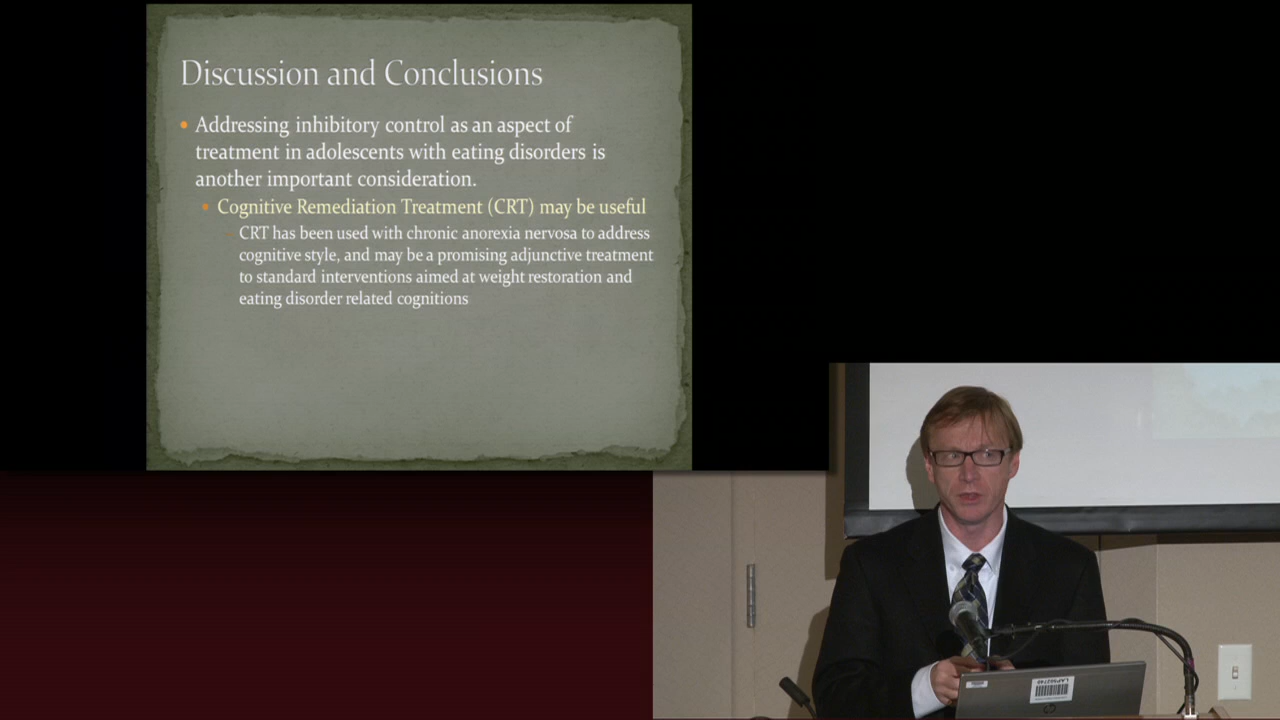 Discussion and Conclusions
Addressing inhibitory control as an aspect of
treatment in adolescents with eating disorders is
another important consideration.
Cognitive Remediation Treatment (CRT) may be useful
CRT has been used with chronic anorexia nervosa to address
cognitive style, and may be a promising adjunctive treatment
to standard interventions aimed at weight restoration and
eating disorder related cognitions
LAPS02746
hp